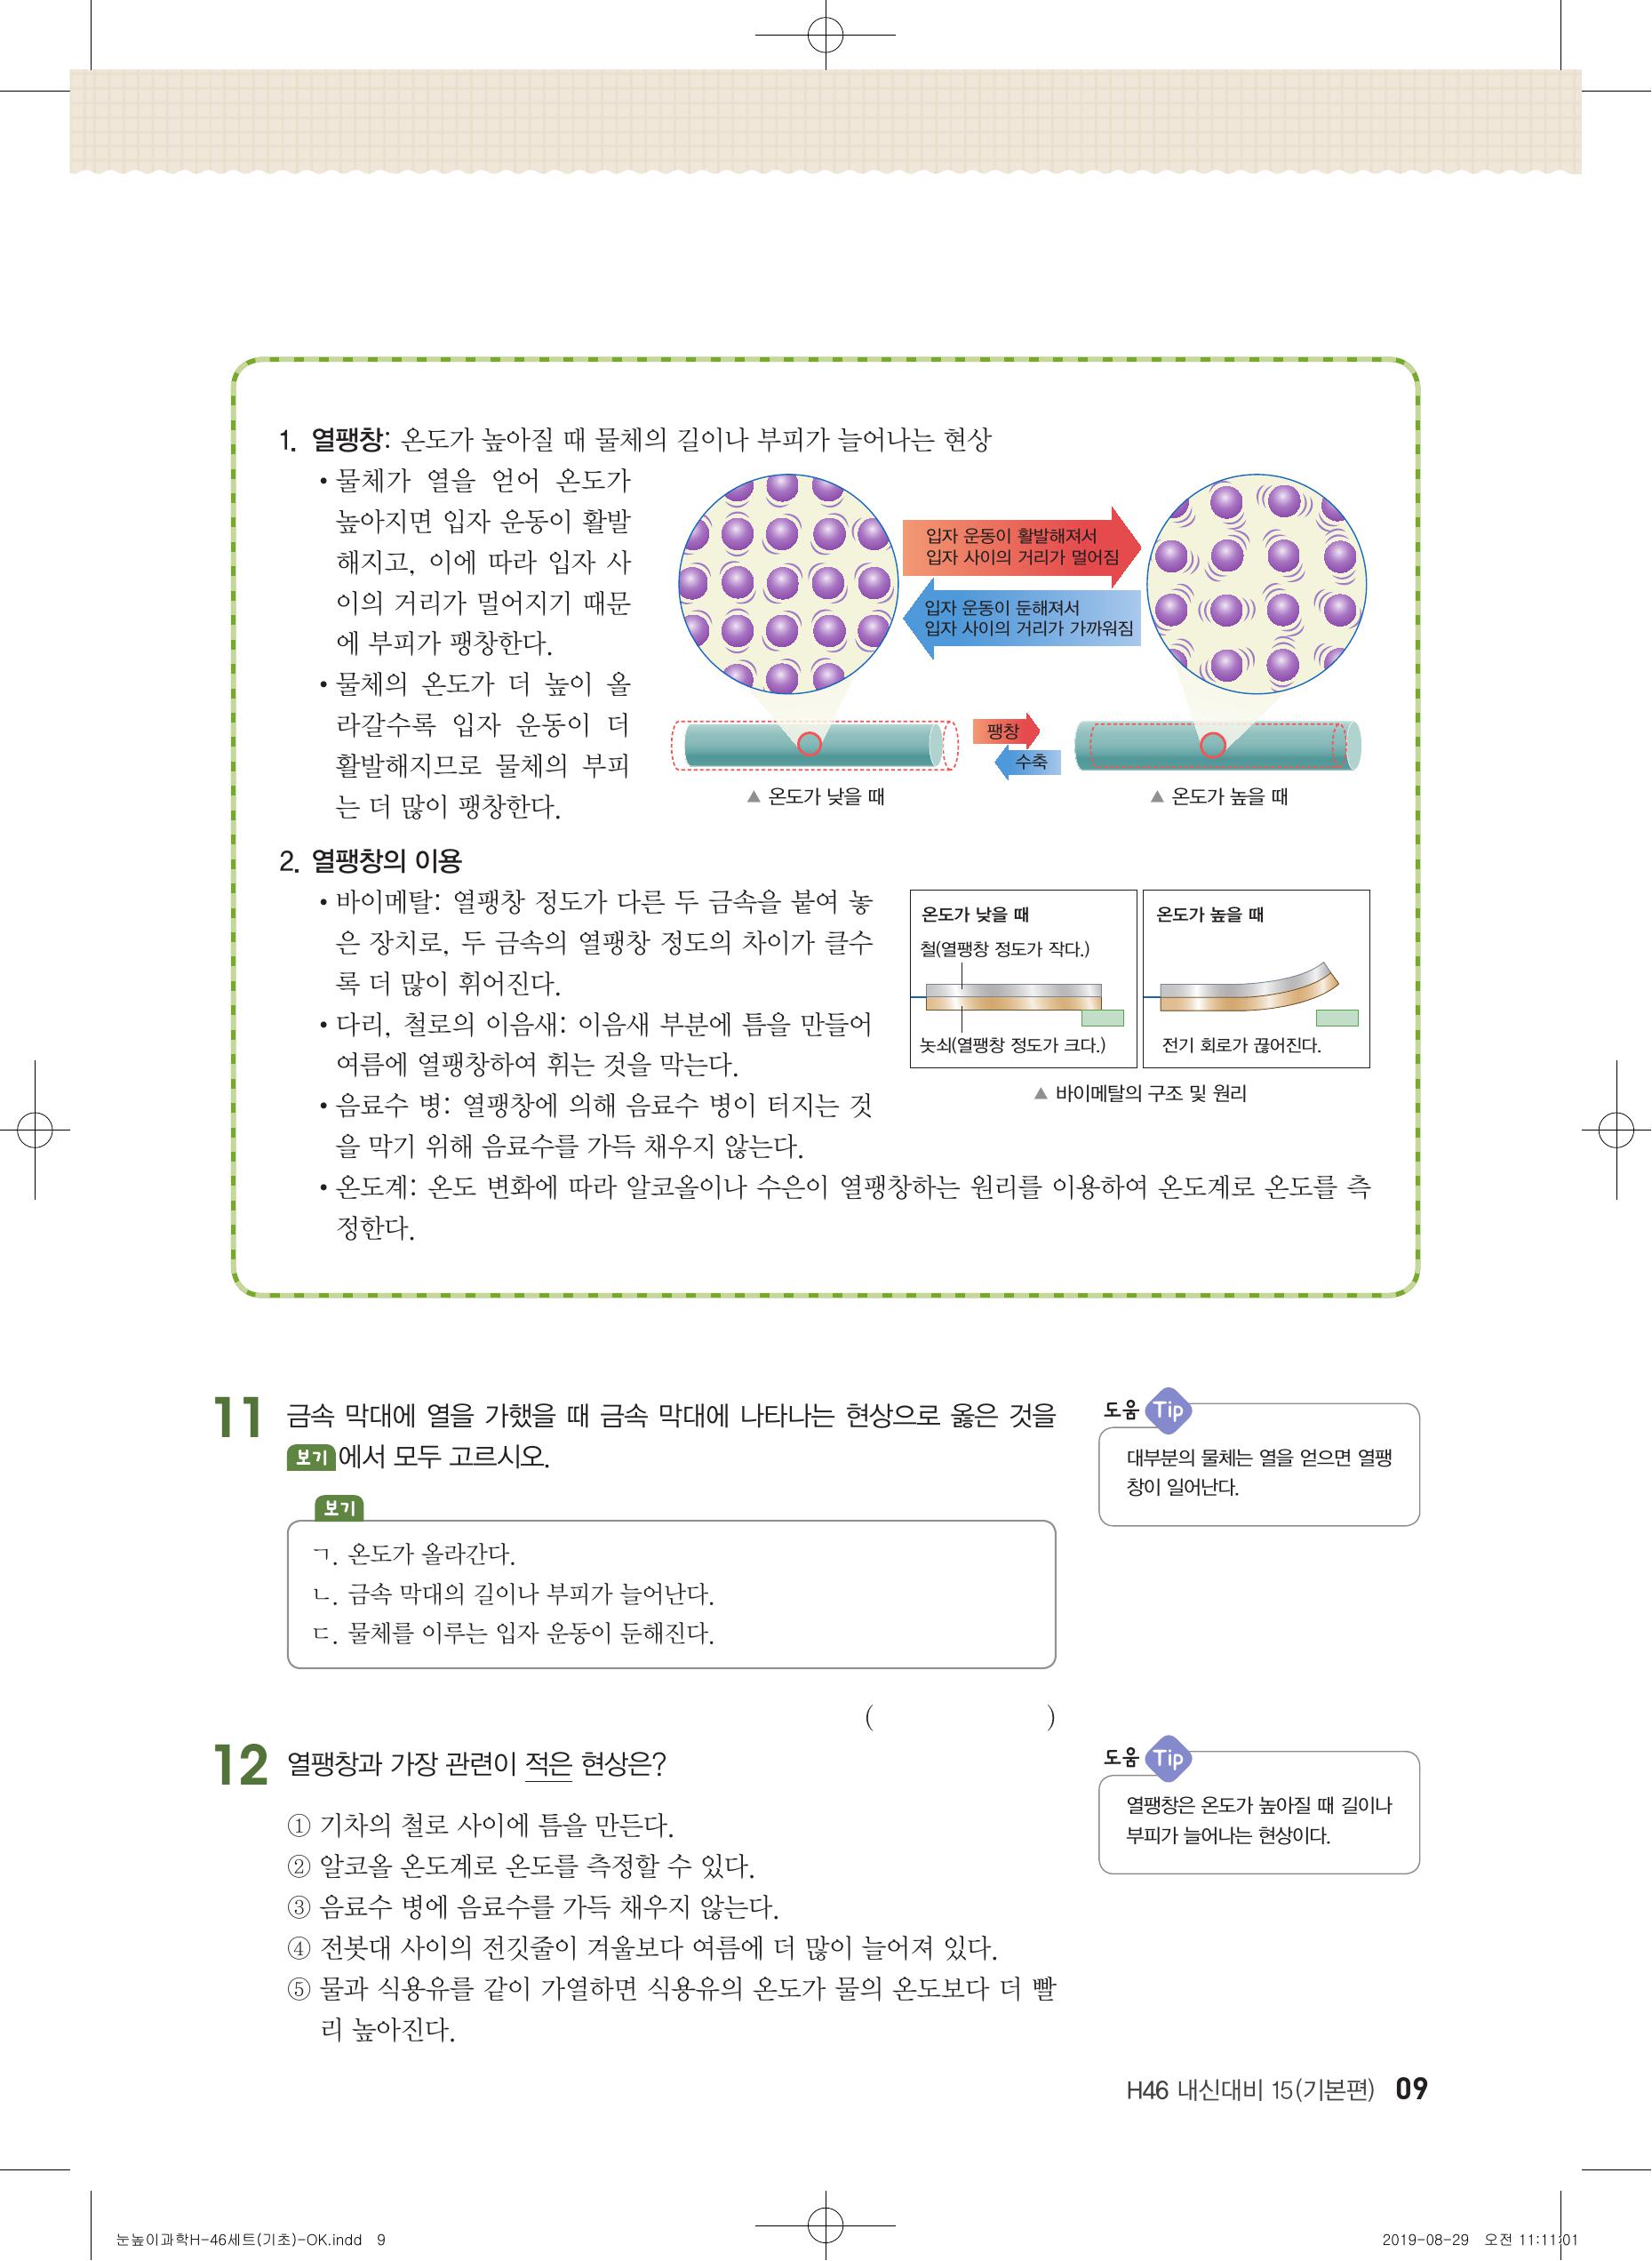 1. 열팽창: 온도가 높아질 때 물체의 길이나 부피가 늘어나는 현상
• 물체가 열을 얻어 온도가
높아지면 입자 운동이 활발
해지고, 이에 따라 입자 사
이의 거리가 멀어지기 때문
에 부피가 팽창한다.
• 물체의 온도가 더 높이 올
라갈수록 입자 운동이 더
활발해지므로 물체의 부피
는 더 많이 팽창한다.
입자 운동이 활발해져서
입자 사이의 거리가 멀어짐
입자 운동이 둔해져서
입자 사이의 거리가 가까워짐
팽창
수축
▲ 온도가 낮을 때
▲ 온도가 높을 때
2. 열팽창의 이용
• 바이메탈: 열팽창 정도가 다른 두 금속을 붙여 놓
은 장치로, 두 금속의 열팽창 정도의 차이가 클수
록 더 많이 휘어진다.
• 다리, 철로의 이음새: 이음새 부분에 틈을 만들어
여름에 열팽창하여 휘는 것을 막는다.
• 음료수 병: 열팽창에 의해 음료수 병이 터지는 것
을 막기 위해 음료수를 가득 채우지 않는다.
• 온도계: 온도 변화에 따라 알코올이나 수은이 열팽창하는 원리를 이용하여 온도계로 온도를 측
정한다.
온도가 낮을 때
철(열팽창 정도가 작다.)
놋쇠(열팽창 정도가 크다.)
온도가 높을 때
전기 회로가 끊어진다.
▲ 바이메탈의 구조 및 원리
11 금속 막대에 열을 가했을 때 금속 막대에 나타나는 현상으로 옳은 것을
보기에서 모두 고르시오.
보기
ㄱ. 온도가 올라간다.
ㄴ. 금속 막대의 길이나 부피가 늘어난다.
ㄷ. 물체를 이루는 입자 운동이 둔해진다.
( )
도움 Tip
대부분의 물체는 열을 얻으면 열팽
창이 일어난다.
12 열팽창과 가장 관련이 적은 현상은?
① 기차의 철로 사이에 틈을 만든다.
② 알코올 온도계로 온도를 측정할 수 있다.
③ 음료수 병에 음료수를 가득 채우지 않는다.
④ 전봇대 사이의 전깃줄이 겨울보다 여름에 더 많이 늘어져 있다.
⑤ 물과 식용유를 같이 가열하면 식용유의 온도가 물의 온도보다 더 빨
리 높아진다.
도움 Tip
열팽창은 온도가 높아질 때 길이나
부피가 늘어나는 현상이다.
H46 내신대비 15(기본편) 09
눈높이과학H-46세트(기초)-OK.indd 9
2019-08-29 오전 11:11:01